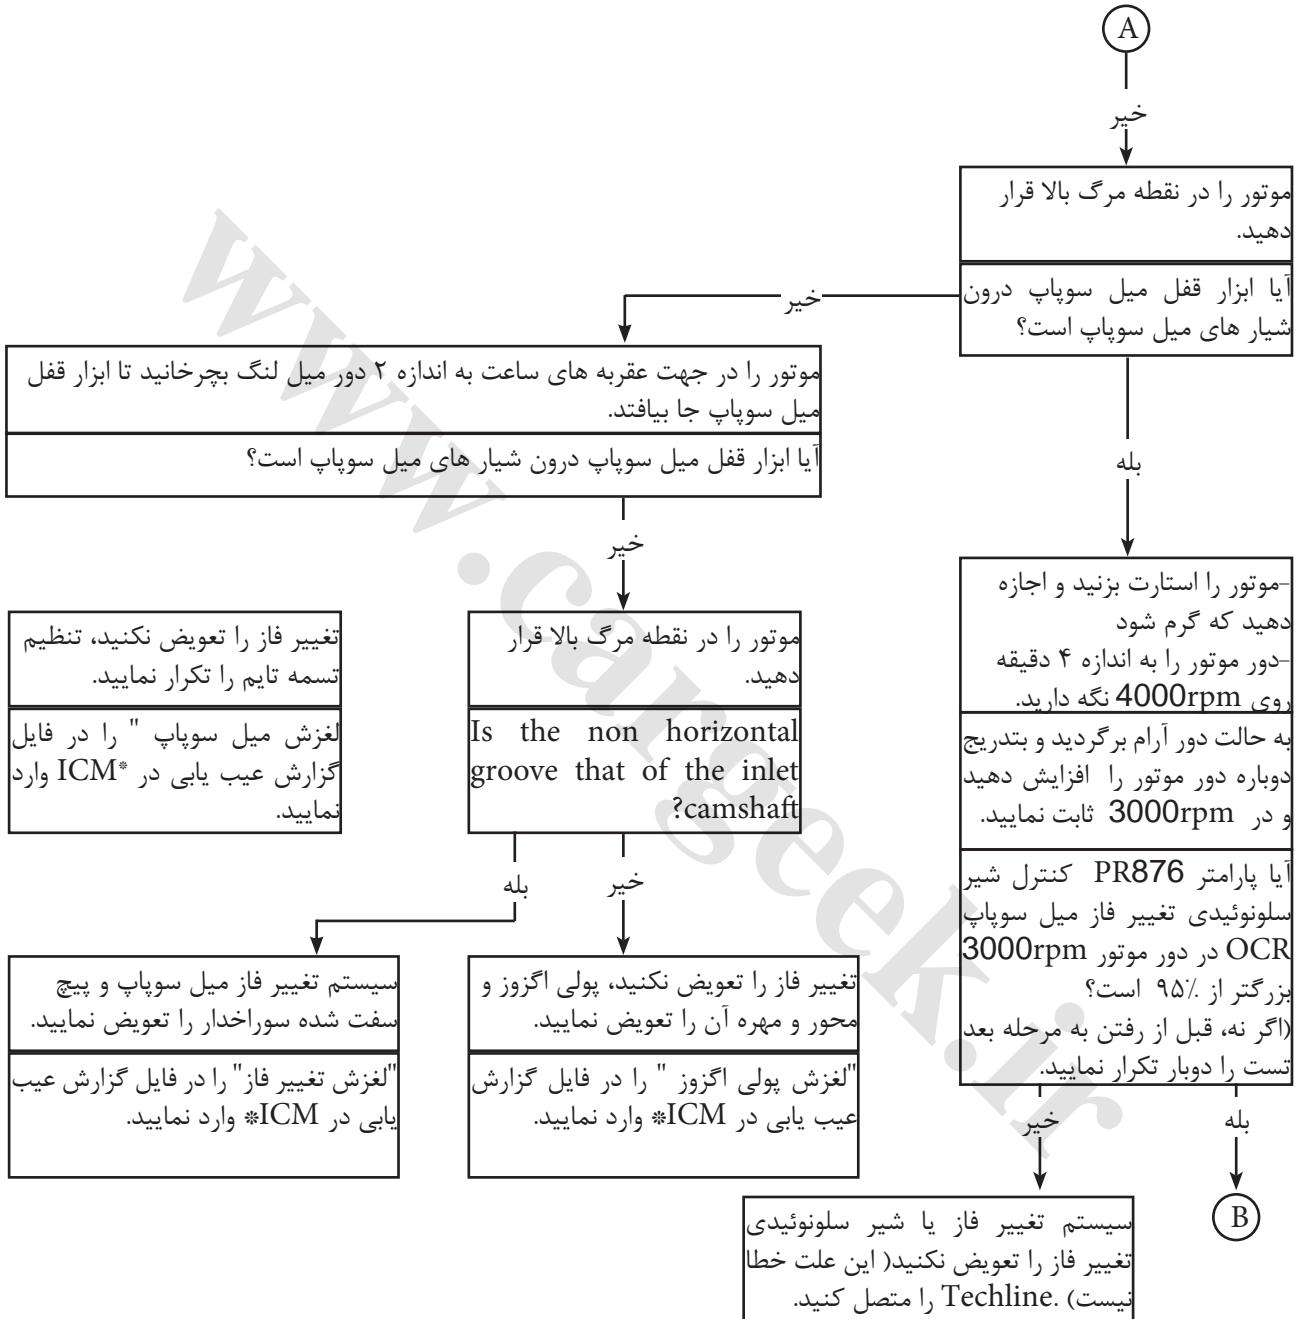 A
خیر
موتور را در نقطه مرگ بالا قرار
دهید.
آیا ابزار قفل میل سوپاپ درون
شیار های میل سوپاپ است؟
خیر
موتور را در جهت عقربه های ساعت به اندازه ۲ دور میل لنگ بچرخانید تا ابزار قفل
میل سوپاپ جا بیافتد.
آیا ابزار قفل میل سوپاپ درون شیار های میل سوپاپ است؟
بله
خیر
-موتور را استارت بزنید و اجازه
دهید که گرم شود
-دور موتور را به اندازه ۴ دقیقه
روی 4000rpm نگه دارید.
به حالت دور آرام برگردید و بتدریج
دوباره دور موتور را افزایش دهید
و در 3000rpm ثابت نمایید.
آیا پارامتر PR876 کنترل شیر
سلونوئیدی تغییر فاز میل سوپاپ
OCR در دور موتور 3000rpm
بزرگتر از ۹۵٪ است؟
(اگر نه، قبل از رفتن به مرحله بعد
تست را دوبار تکرار نمایید.
موتور را در نقطه مرگ بالا قرار
دهید.
Is the non horizontal
groove that of the inlet
?camshaft
تغییر فاز را تعویض نکنید، تنظیم
تسمه تایم را تکرار نمایید.
لغزش میل سوپاپ " را در فایل
گزارش عیب یابی در ICM* وارد
نمایید.
خیر
بله
تغییر فاز را تعویض نکنید، پولی اگزوز و
محور و مهره آن را تعویض نمایید.
"لغزش پولی اگزوز " را در فایل گزارش
عیب یابی در ICM* وارد نمایید.
سیستم تغییر فاز میل سوپاپ و پیچ
سفت شده سوراخدار را تعویض نمایید.
"لغزش تغییر فاز" را در فایل گزارش عیب
یابی در ICM* وارد نمایید.
بله
خیر
B
سیستم تغییر فاز یا شیر سلونوئیدی
تغییر فاز را تعویض نکنید( این علت خطا
نیست) .Techline را متصل کنید.
www.cargeek.ir